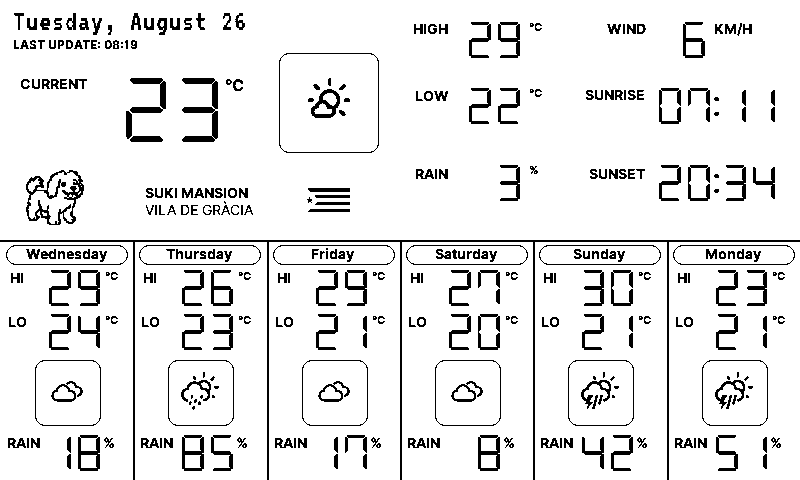 Tuesday, August 26
LAST UPDATE: 08:19
CURRENT 23 °C
HIGH 29 °C
WIND 6 KM/H
LOW 22 °C
SUNRISE 07:11
RAIN 3 %
SUNSET 20:34
SUKI MANSION
VILA DE GRÀCIA
Wednesday
HI 29 °C
LO 24 °C
RAIN 18 %
Thursday
HI 26 °C
LO 23 °C
RAIN 85 %
Friday
HI 29 °C
LO 21 °C
RAIN 17 %
Saturday
HI 27 °C
LO 20 °C
RAIN 8 %
Sunday
HI 30 °C
LO 21 °C
RAIN 42 %
Monday
HI 23 °C
LO 21 °C
RAIN 51 %